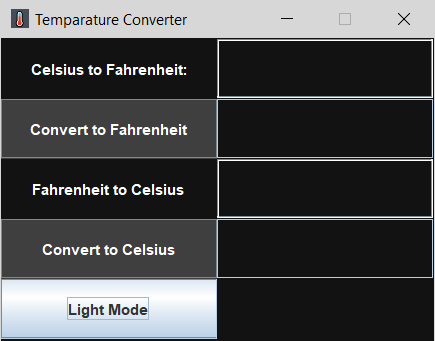 Temparature Converter
Celsius to Fahrenheit:
Convert to Fahrenheit
Fahrenheit to Celsius
Convert to Celsius
Light Mode